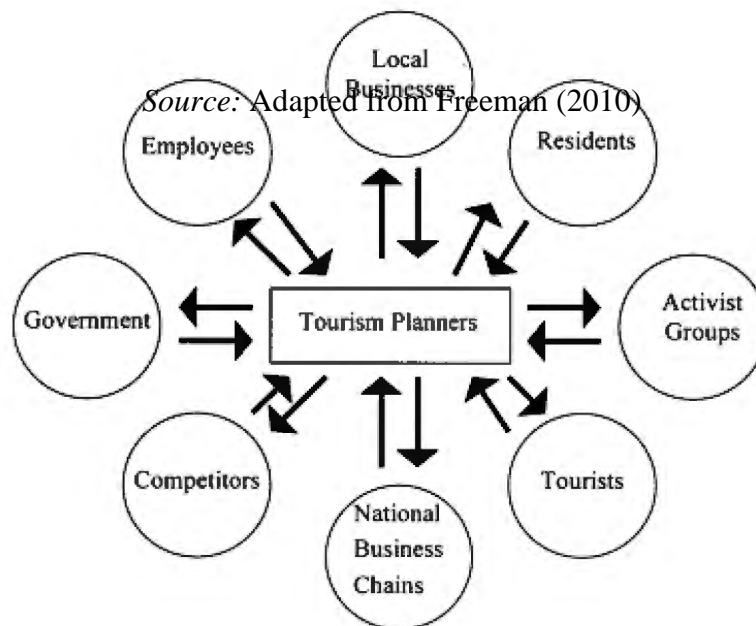 Local
Businesses
Source: Adapted from Freeman (2010)
Employees
Residents
Government
Tourism Planners
Activist
Groups
Competitors
Tourists
National
Business
Chains